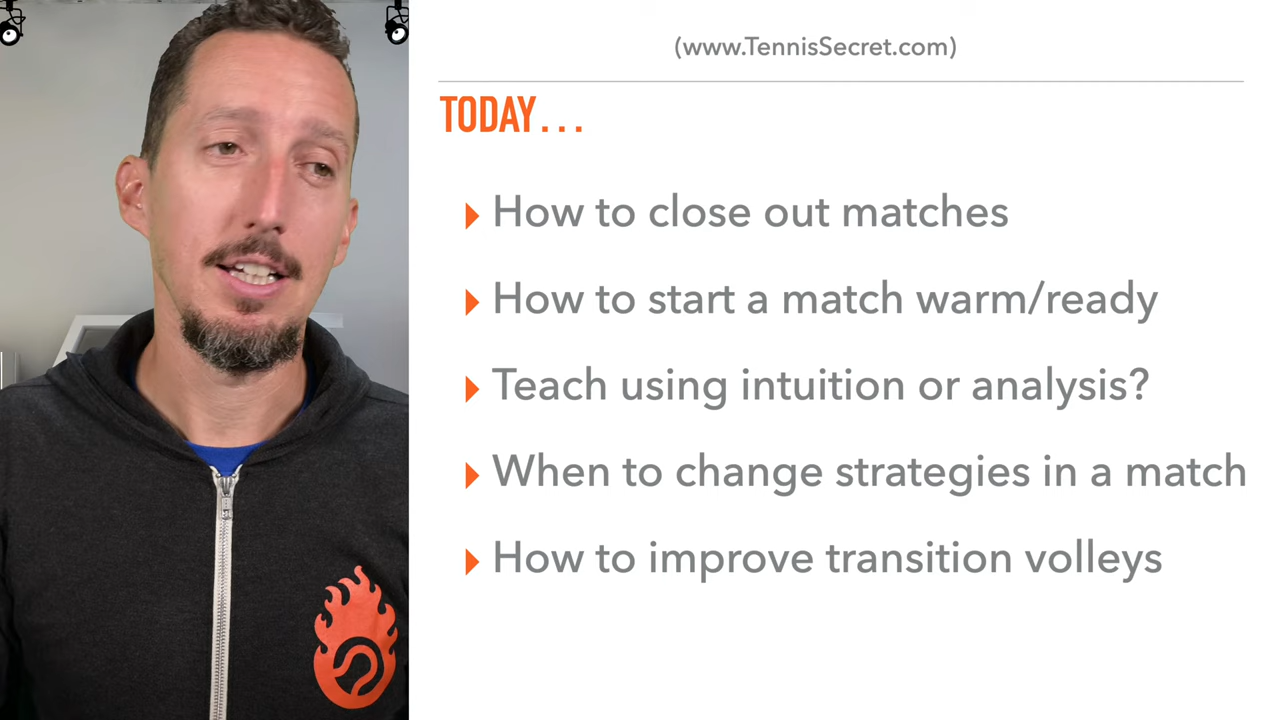 (www.TennisSecret.com)
TODAY...
How to close out matches
How to start a match warm/ready
Teach using intuition or analysis?
When to change strategies in a match
How to improve transition volleys